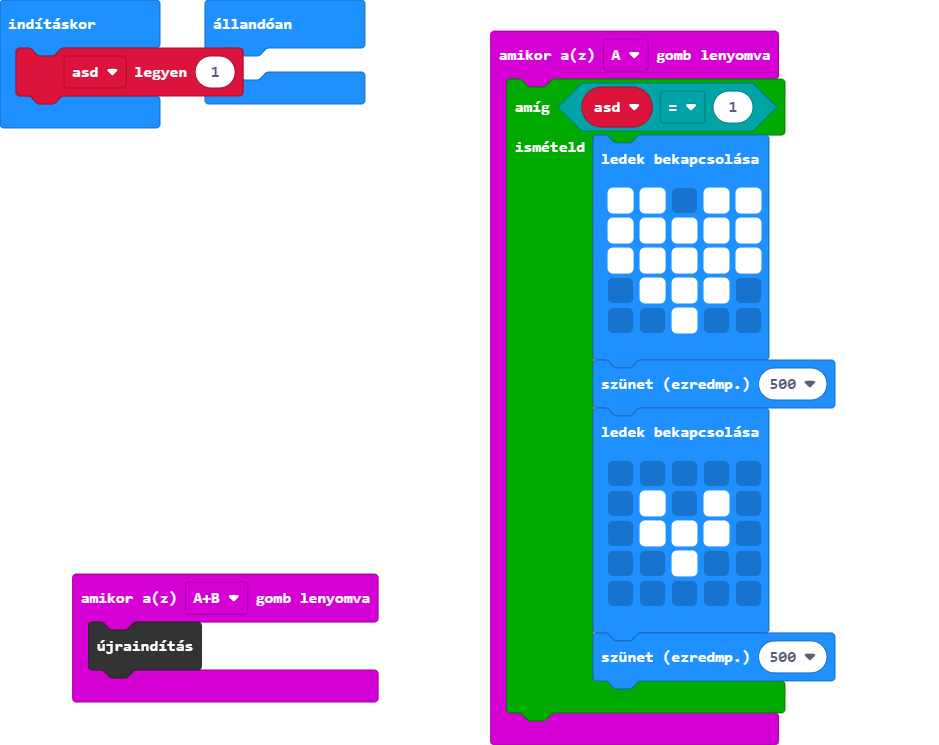 indításkor
asd legyen 1
állandóan
amikor a(z) A gomb lenyomva
amíg asd = 1
ismételd
ledek bekapcsolása
szünet (ezredmp.) 500
ledek bekapcsolása
szünet (ezredmp.) 500
amikor a(z) A+B gomb lenyomva
újraindítás